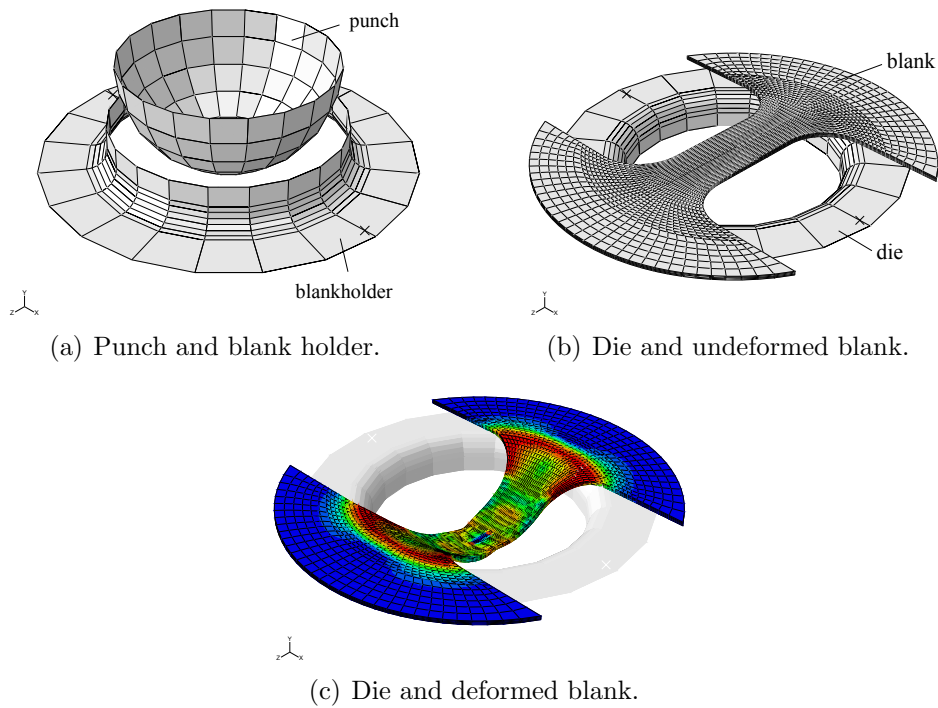 punch
blankholder
Y
Z X
(a) Punch and blank holder.
blank
die
Y
Z X
(b) Die and undeformed blank.
Y
Z X
(c) Die and deformed blank.